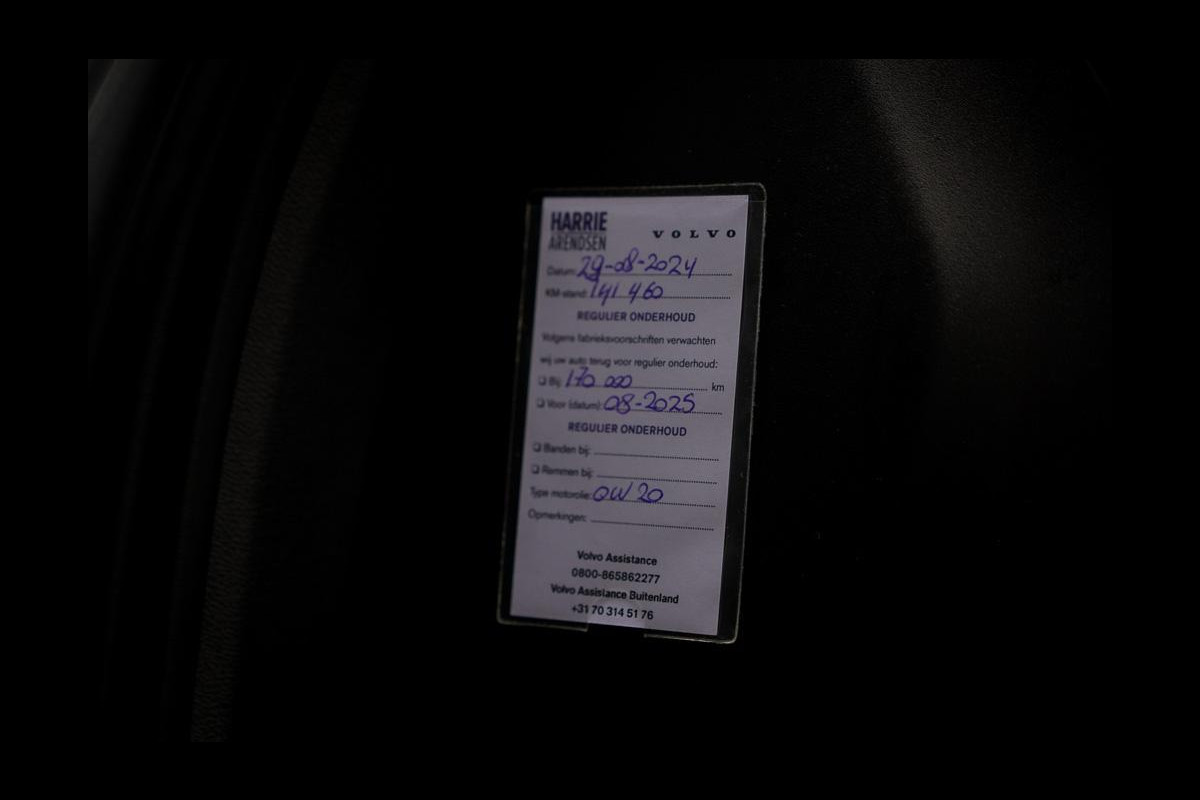 HARRIE
ARENDSEN
VOLVO
Datum: 29-08-2024
KM-stand: 141 460
REGULIER ONDERHOUD
Volgens fabrieksvoorschriften verwachten
wij uw auto terug voor regulier onderhoud:
❑ Bij: 170 000 km
❑ Voor (datum): 08-2025
REGULIER ONDERHOUD
❑ Banden bij:
❑ Remmen bij:
Type motorolie: 0W20
Opmerkingen:
Volvo Assistance
0800-865862277
Volvo Assistance Buitenland
+31 70 314 51 76